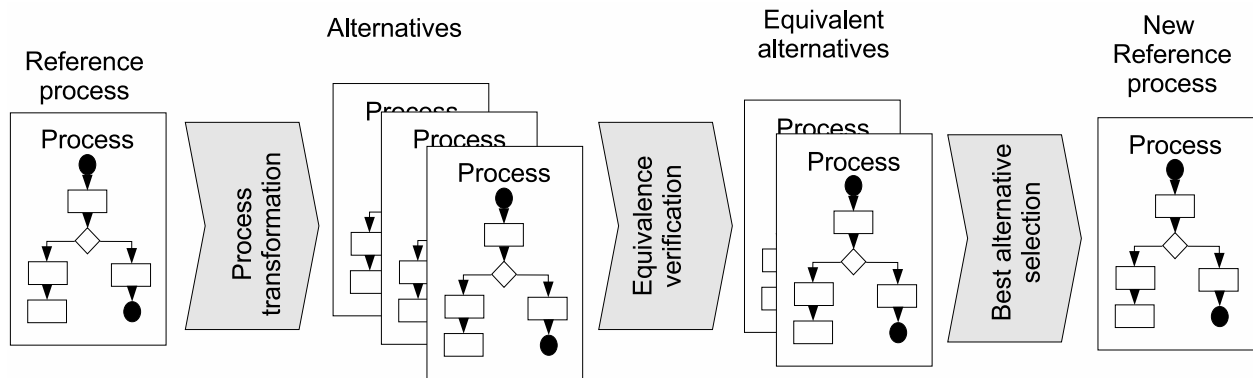 Reference
process
Process
Process
transformation
Alternatives
Process
Process
Process
Equivalence
verification
Equivalent
alternatives
Process
Process
Best alternative
selection
New
Reference
process
Process